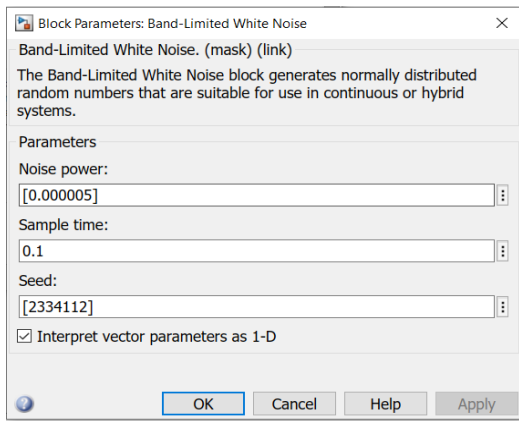 Block Parameters: Band-Limited White Noise
Band-Limited White Noise. (mask) (link)
The Band-Limited White Noise block generates normally distributed
random numbers that are suitable for use in continuous or hybrid
systems.
Parameters
Noise power:
[0.000005]
Sample time:
0.1
Seed:
[2334112]
Interpret vector parameters as 1-D
OK Cancel Help Apply